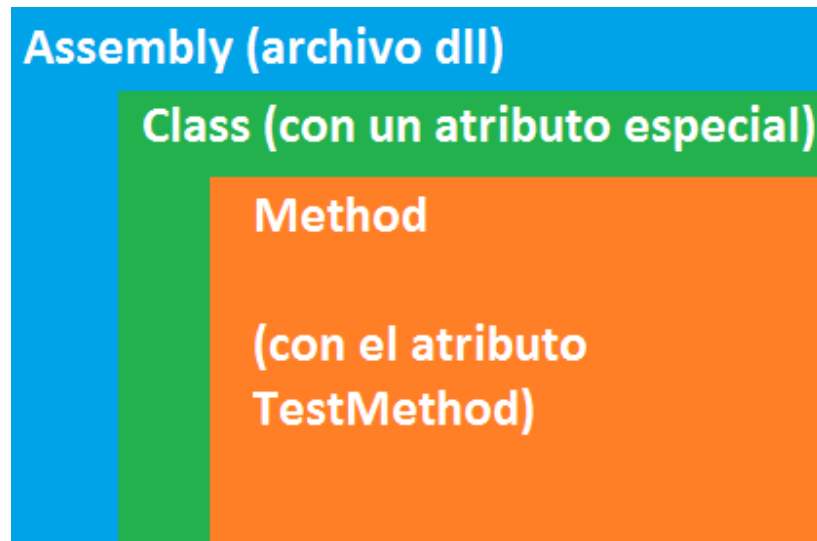 Assembly (archivo dll)
Class (con un atributo especial)
Method
(con el atributo
TestMethod)